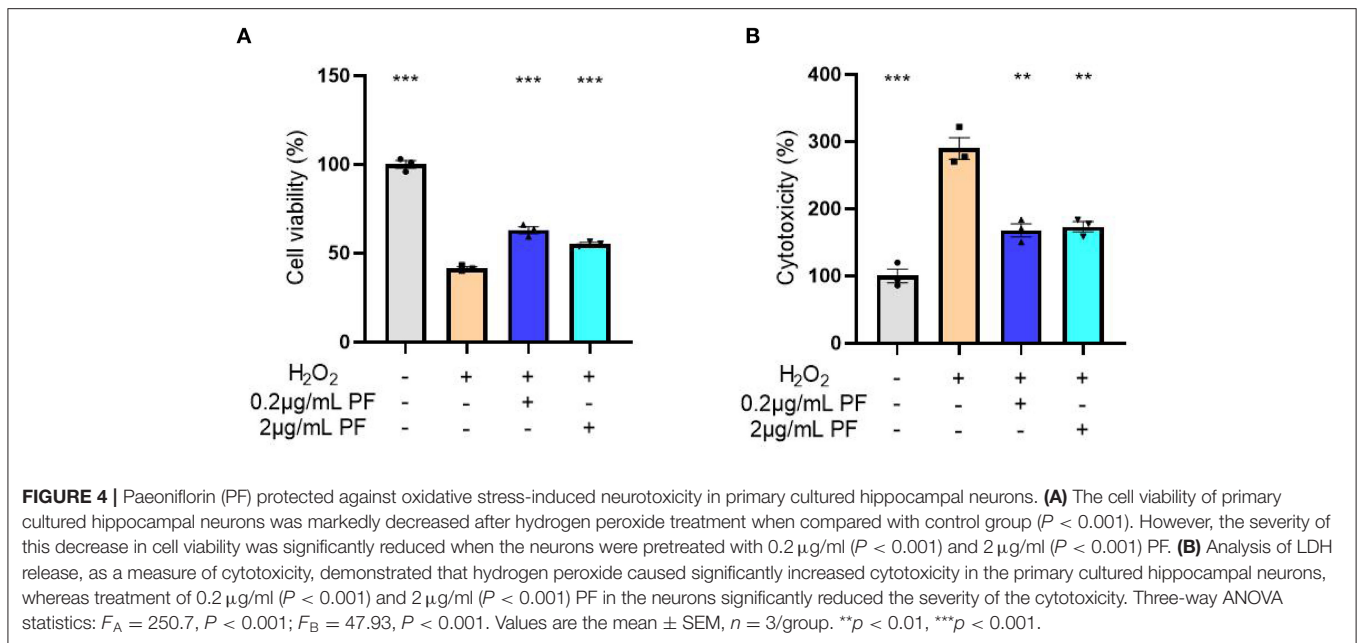 A
B
*** *** ***
150
100
50
0
Cell viability (%)
H₂O₂ - + + +
0.2µg/mL PF - - + -
2µg/mL PF - - - +
*** ** **
400
300
200
100
0
Cytotoxicity (%)
H₂O₂ - + + +
0.2µg/mL PF - - + -
2µg/mL PF - - - +
FIGURE 4 | Paeoniflorin (PF) protected against oxidative stress-induced neurotoxicity in primary cultured hippocampal neurons. (A) The cell viability of primary
cultured hippocampal neurons was markedly decreased after hydrogen peroxide treatment when compared with control group (P < 0.001). However, the severity of
this decrease in cell viability was significantly reduced when the neurons were pretreated with 0.2 µg/ml (P < 0.001) and 2 µg/ml (P < 0.001) PF. (B) Analysis of LDH
release, as a measure of cytotoxicity, demonstrated that hydrogen peroxide caused significantly increased cytotoxicity in the primary cultured hippocampal neurons,
whereas treatment of 0.2 µg/ml (P < 0.001) and 2 µg/ml (P < 0.001) PF in the neurons significantly reduced the severity of the cytotoxicity. Three-way ANOVA
statistics: F_A = 250.7, P < 0.001; F_B = 47.93, P < 0.001. Values are the mean ± SEM, n = 3/group. **p < 0.01, ***p < 0.001.